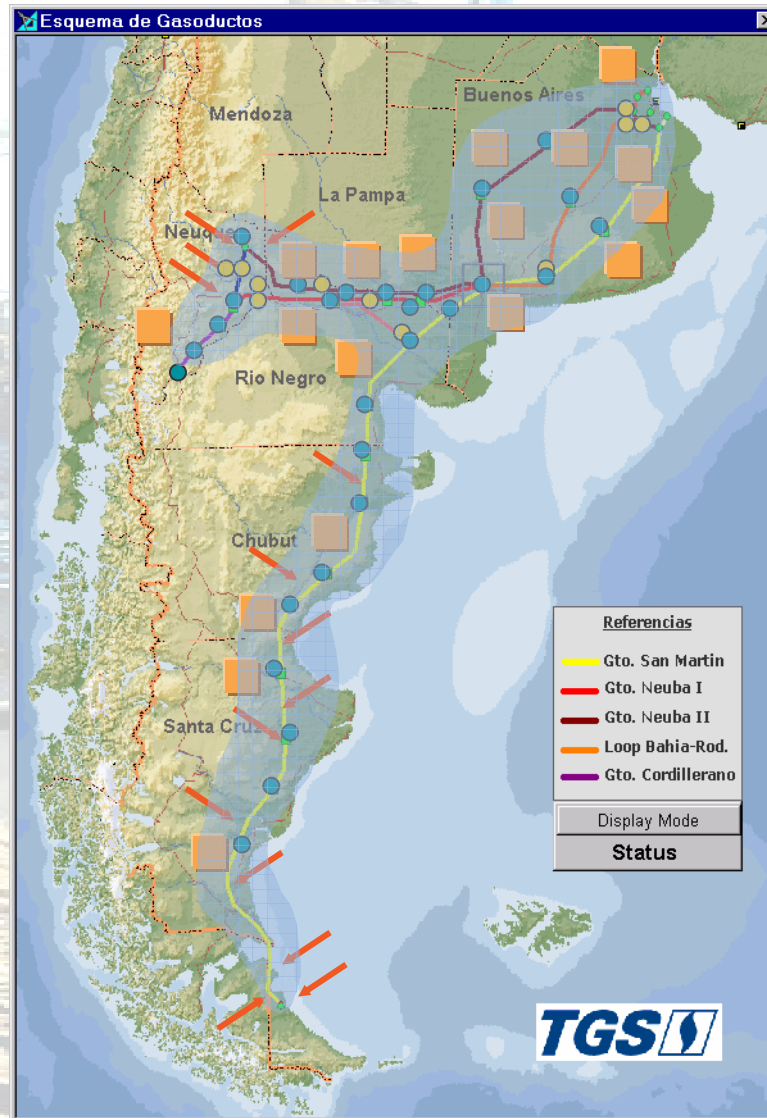 Esquema de Gasoductos
Buenos Aires
Mendoza
La Pampa
Neuque
Rio Negro
Chubut
Santa Cruz
Referencias
Gto. San Martin
Gto. Neuba I
Gto. Neuba II
Loop Bahia-Rod.
Gto. Cordillerano
Display Mode
Status
TGS